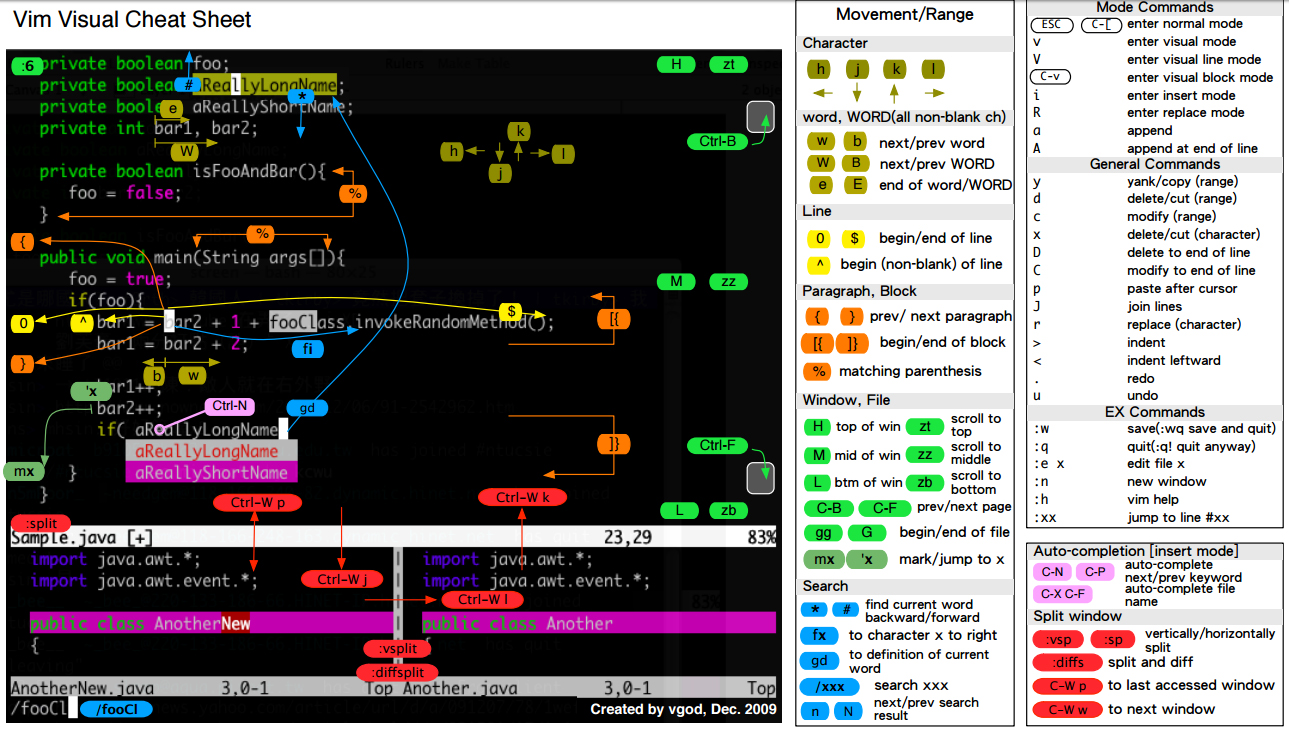 Vim Visual Cheat Sheet
:6 private boolean foo; H zt
private boolea # aReallyLongName;
private boole e aReallyShortName; *
private int bar1, bar2;
W
Ctrl-B
h j k l
private boolean isFooAndBar(){
foo = false; %
}
{ %
public void main(String args[]){
foo = true; M zz
if(foo){
0 ^ bar1 = bar2 + 1 + fooClass.invokeRandomMethod(); $ [{
bar1 = bar2 + 2; fi
}
b w
'x bar1++;
bar2++; Ctrl-N gd
if( aReallyLongName
aReallyLongName ]} Ctrl-F
mx } aReallyShortName
}
Ctrl-W p Ctrl-W k
L zb
:split
Sample.java [+] 23,29 83%
import java.awt.*; import java.awt.*;
import java.awt.event.*; Ctrl-W j import java.awt.event.*;
Ctrl-W l
public class AnotherNew public class Another
{ :vsplit {
:diffsplit
AnotherNew.java 3,0-1 Top Another.java 3,0-1 Top
/fooCl /fooCl Created by vgod, Dec. 2009
Movement/Range
Character
h j k l
word, WORD(all non-blank ch)
w b next/prev word
W B next/prev WORD
e E end of word/WORD
Line
0 $ begin/end of line
^ begin (non-blank) of line
Paragraph, Block
{ } prev/ next paragraph
[{ ]} begin/end of block
% matching parenthesis
Window, File
H top of win zt scroll to top
M mid of win zz scroll to middle
L btm of win zb scroll to bottom
C-B C-F prev/next page
gg G begin/end of file
mx 'x mark/jump to x
Search
* # find current word
backward/forward
fx to character x to right
gd to definition of current
word
/xxx search xxx
n N next/prev search
result
Mode Commands
ESC C-[ enter normal mode
v enter visual mode
V enter visual line mode
C-v enter visual block mode
i enter insert mode
R enter replace mode
a append
A append at end of line
General Commands
y yank/copy (range)
d delete/cut (range)
c modify (range)
x delete/cut (character)
D delete to end of line
C modify to end of line
p paste after cursor
J join lines
r replace (character)
> indent
< indent leftward
. redo
u undo
EX Commands
:w save(:wq save and quit)
:q quit(:q! quit anyway)
:e x edit file x
:n new window
:h vim help
:xx jump to line #xx
Auto-completion [insert mode]
C-N C-P auto-complete
next/prev keyword
C-X C-F auto-complete file
name
Split window
:vsp :sp vertically/horizontally
split
:diffs split and diff
C-W p to last accessed window
C-W w to next window